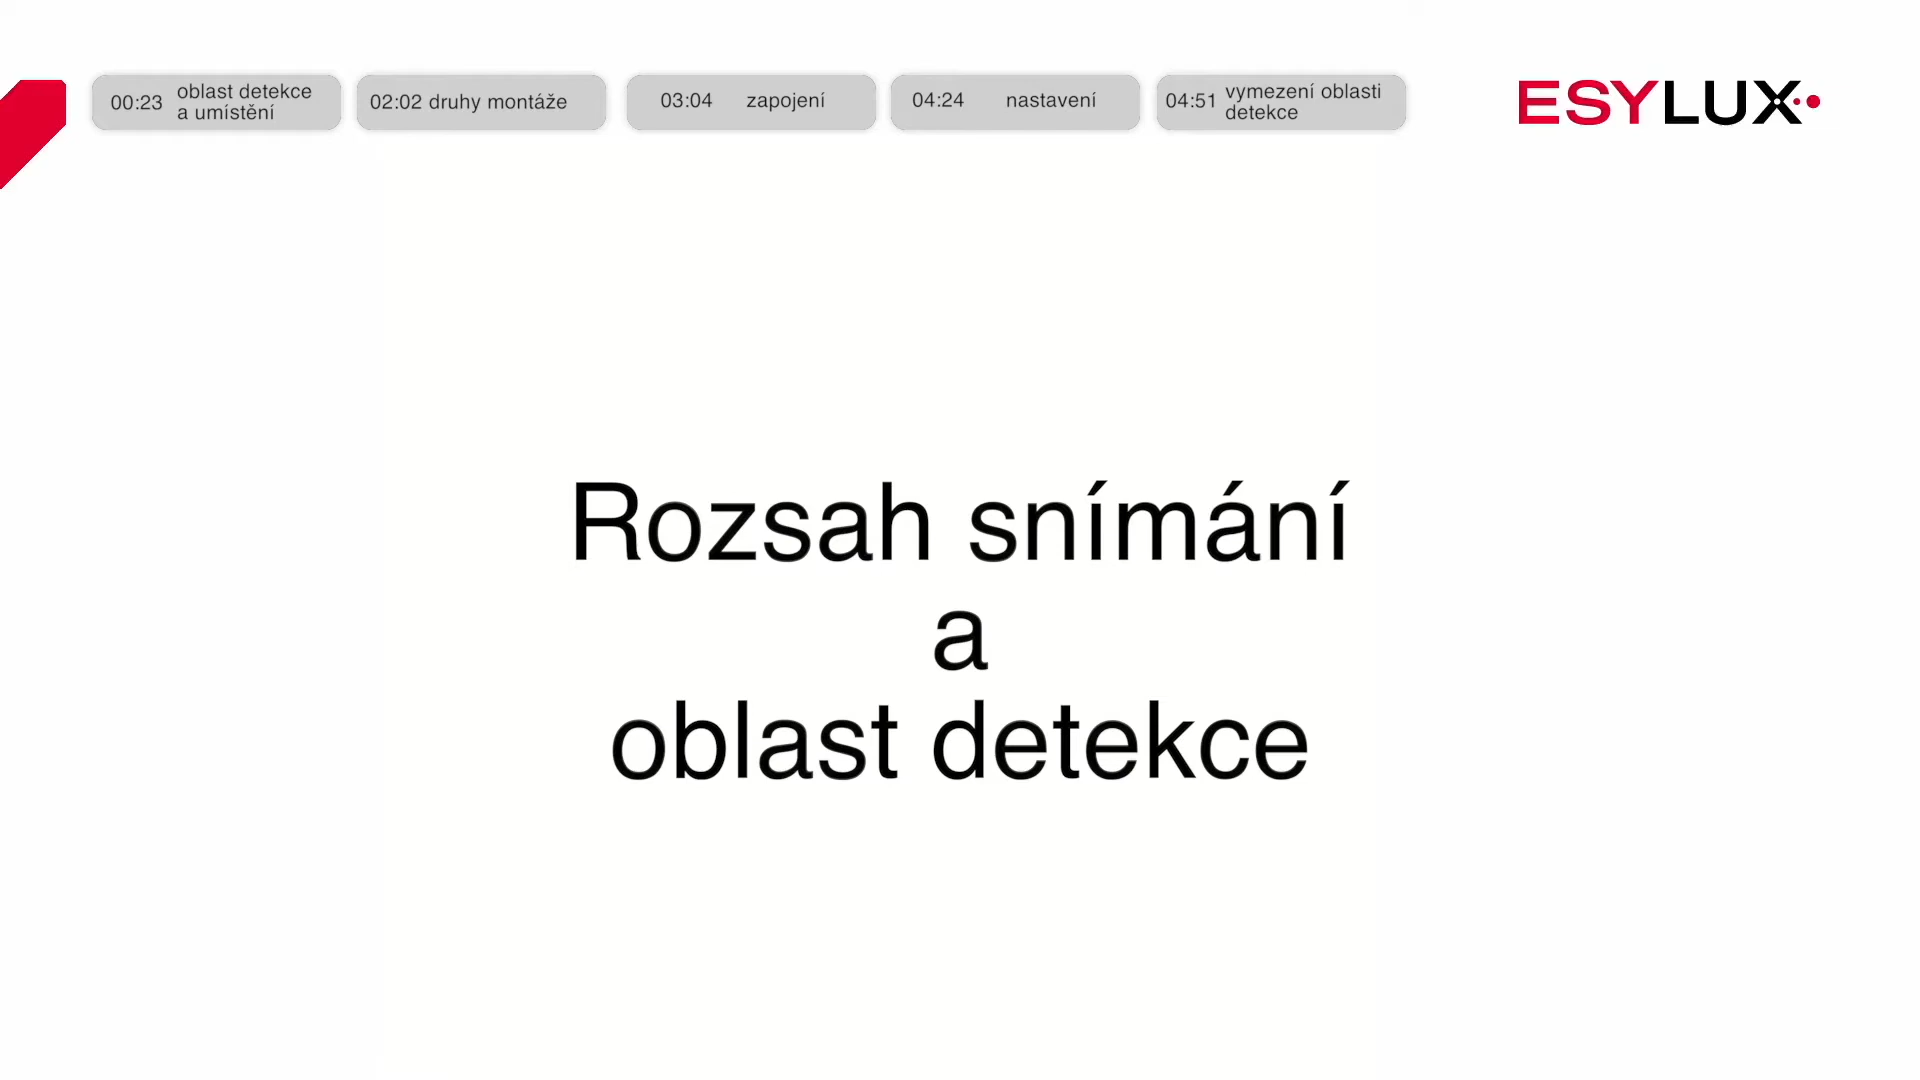 00:23 oblast detekce
a umístění
02:02 druhy montáže
03:04 zapojení
04:24 nastavení
04:51 vymezení oblasti
detekce
ESYLUX
Rozsah snímání
a
oblast detekce